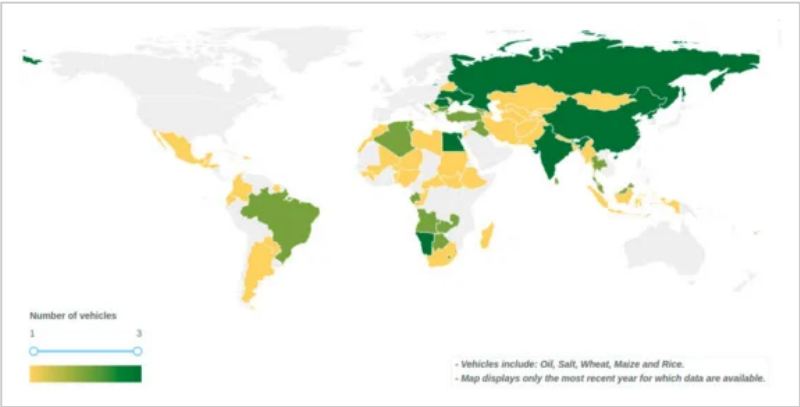 Number of vehicles
1 3
- Vehicles include: Oil, Salt, Wheat, Maize and Rice.
- Map displays only the most recent year for which data are available.